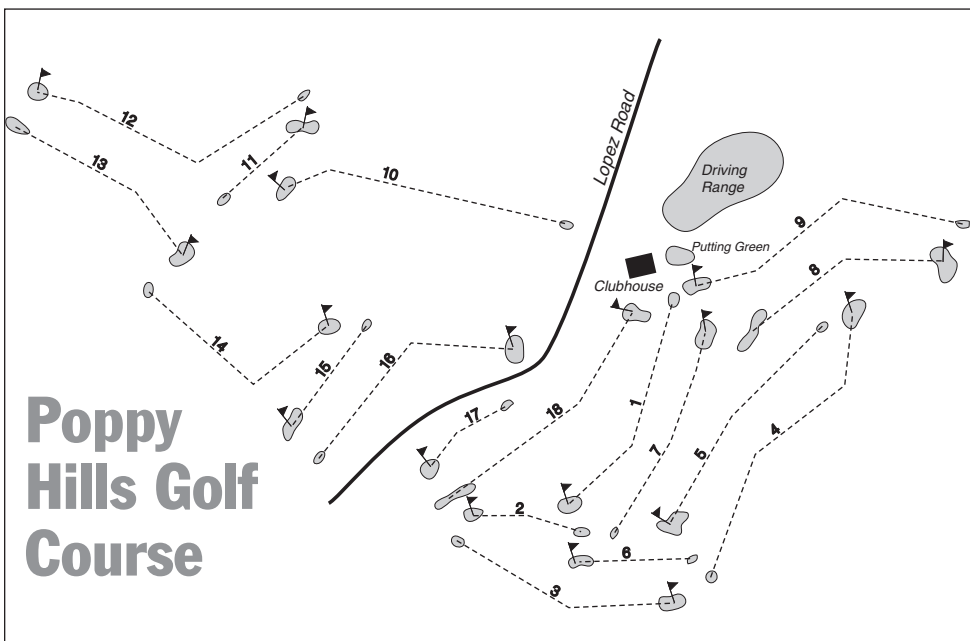 12
11
13
10
Lopez Road
Driving
Range
9
Putting Green
8
Clubhouse
14
15
16
17
18
1
7
5
4
2
6
3
Poppy
Hills Golf
Course